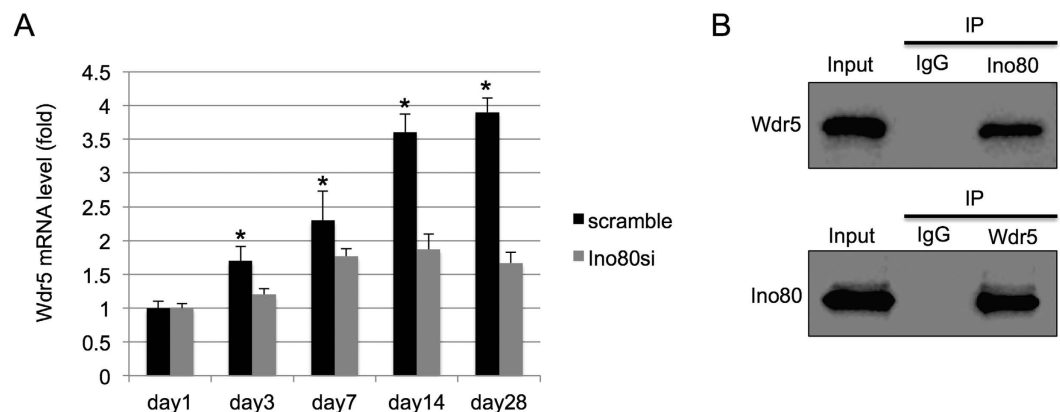 A
Wdr5 mRNA level (fold)
4.5
4
3.5
3
2.5
2
1.5
1
0.5
0
*
*
*
*
day1 day3 day7 day14 day28
scramble
Ino80si
B
IP
Input IgG Ino80
Wdr5
IP
Input IgG Wdr5
Ino80